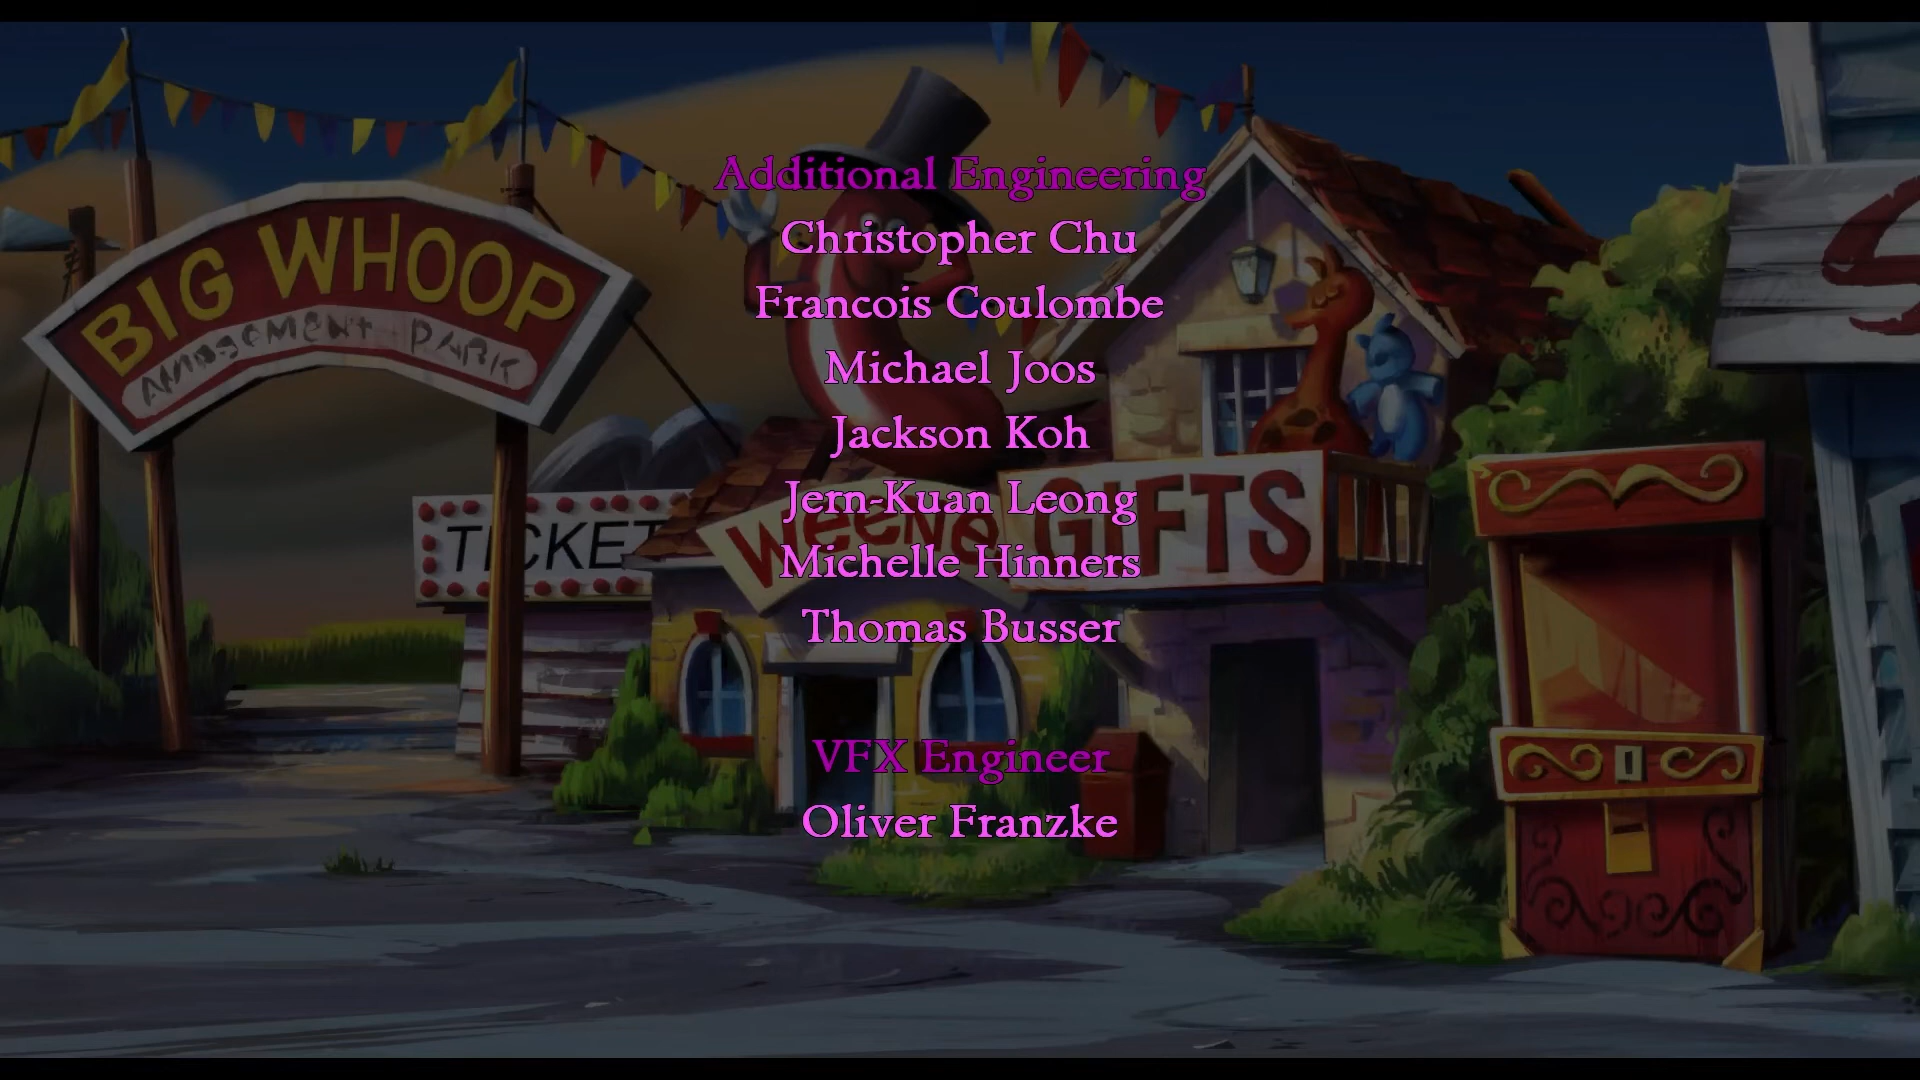 Additional Engineering
Christopher Chu
Francois Coulombe
Michael Joos
Jackson Koh
Jern-Kuan Leong
Michelle Hinners
Thomas Busser
VFX Engineer
Oliver Franzke
BIG WHOOP
AMUSEMENT PARK
TICKET
WEENE
GIFTS